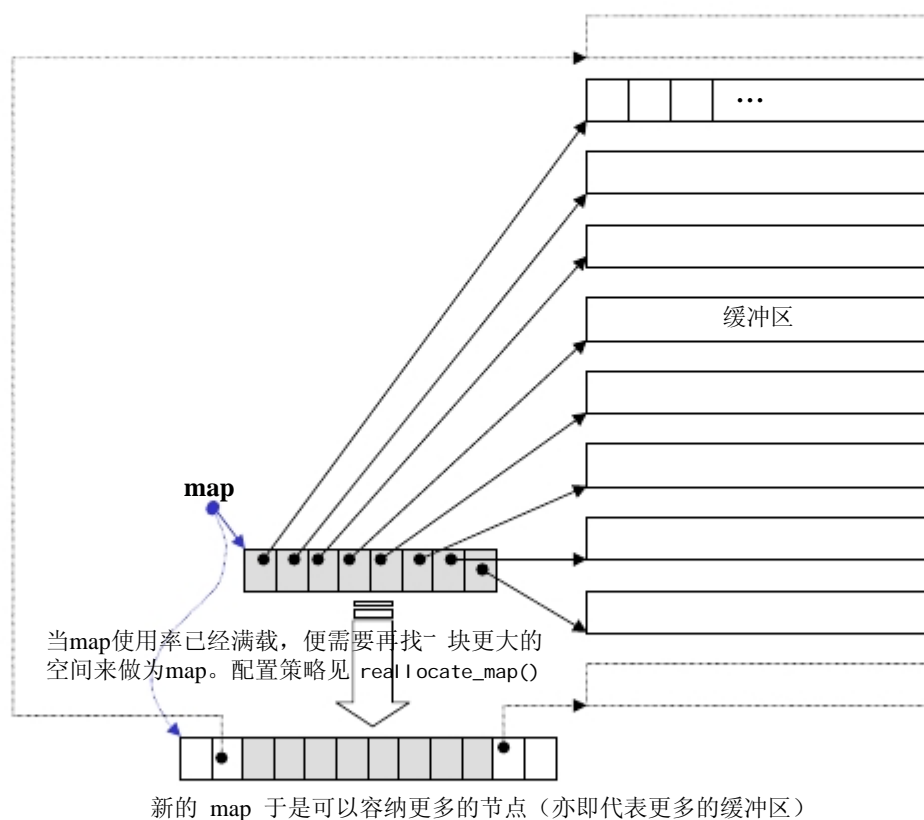 ...
缓冲区
map
当map使用率已经满载，便需要再找一块更大的
空间来做为map。配置策略见 reallocate_map()
新的 map 于是可以容纳更多的节点（亦即代表更多的缓冲区）